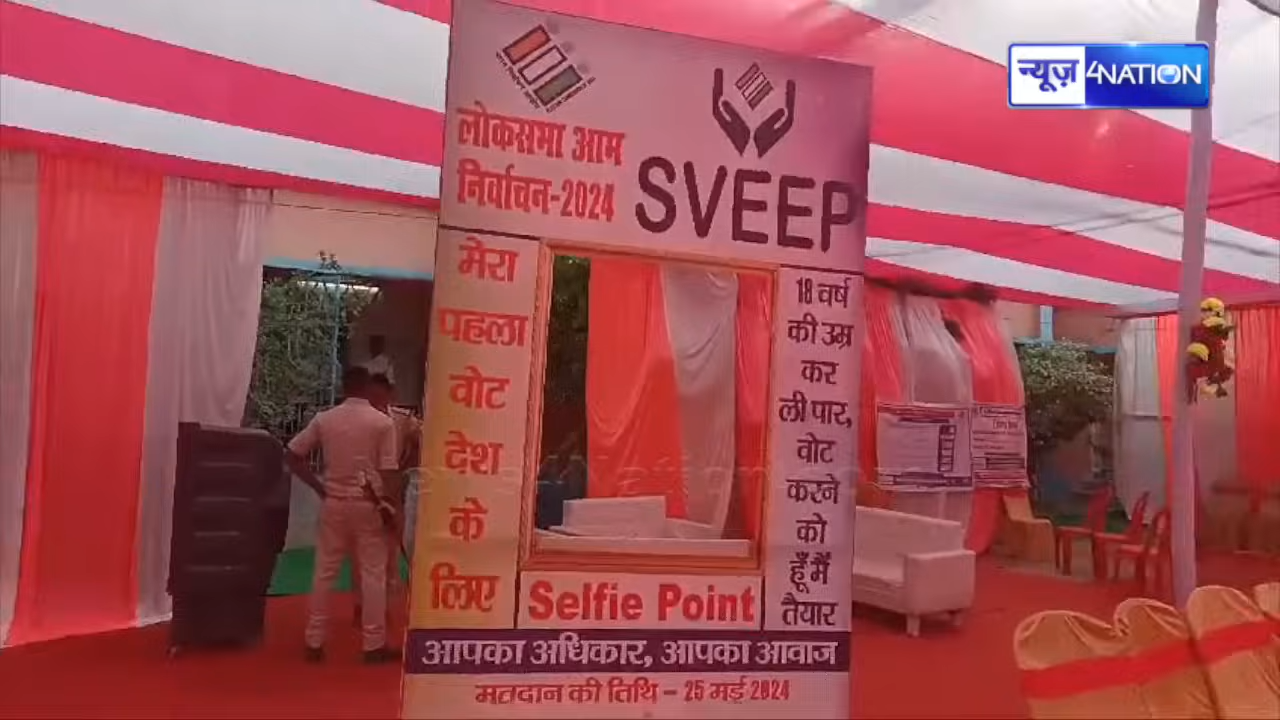 न्यूज़ 4NATION
लोकसभा आम
निर्वाचन-2024
SVEEP
मेरा
पहला
वोट
देश
के
लिए
18 वर्ष
की उम्र
कर
ली पार,
वोट
करने
को
हूँ मैं
तैयार
Selfie Point
आपका अधिकार, आपका आवाज
मतदान की तिथि – 25 मई 2024